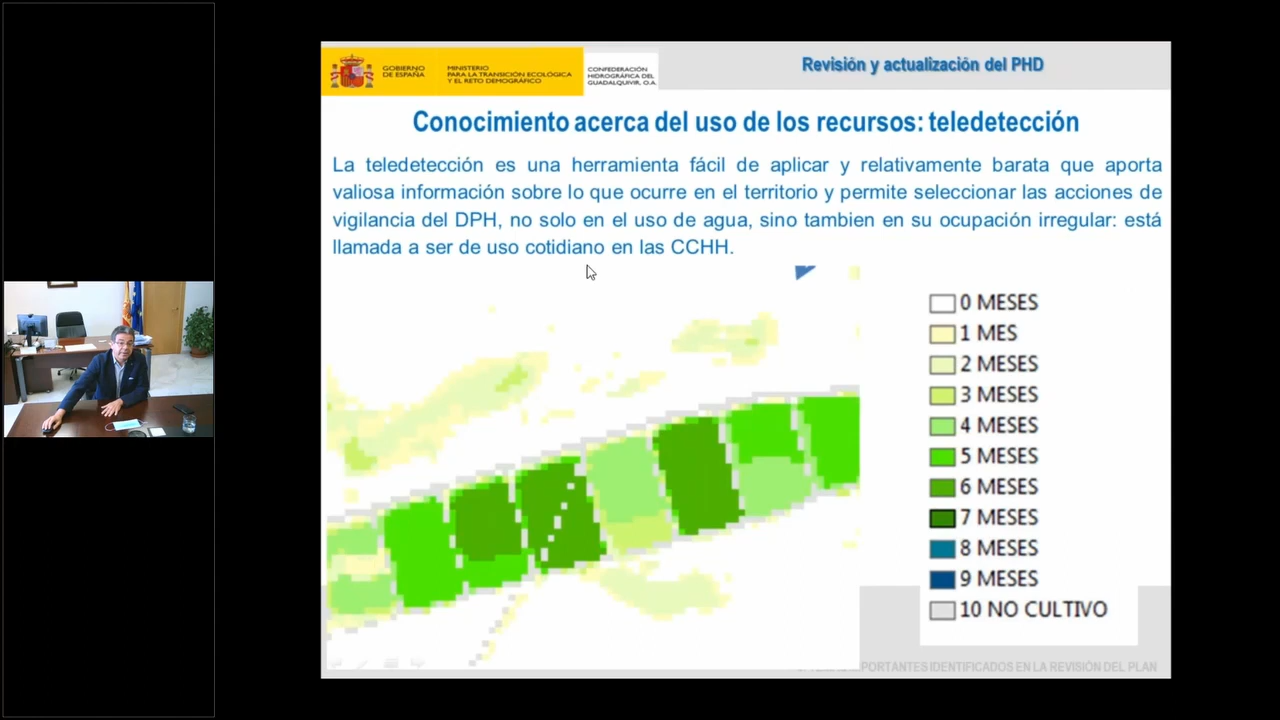 GOBIERNO
DE ESPAÑA
MINISTERIO
PARA LA TRANSICIÓN ECOLÓGICA
Y EL RETO DEMOGRÁFICO
CONFEDERACIÓN
HIDROGRÁFICA DEL
GUADALQUIVIR, O.A.
Revisión y actualización del PHD
Conocimiento acerca del uso de los recursos: teledetección
La teledetección es una herramienta fácil de aplicar y relativamente barata que aporta
valiosa información sobre lo que ocurre en el territorio y permite seleccionar las acciones de
vigilancia del DPH, no solo en el uso de agua, sino tambien en su ocupación irregular: está
llamada a ser de uso cotidiano en las CCHH.
0 MESES
1 MES
2 MESES
3 MESES
4 MESES
5 MESES
6 MESES
7 MESES
8 MESES
9 MESES
10 NO CULTIVO
PORTANTES IDENTIFICADOS EN LA REVISIÓN DEL PLAN